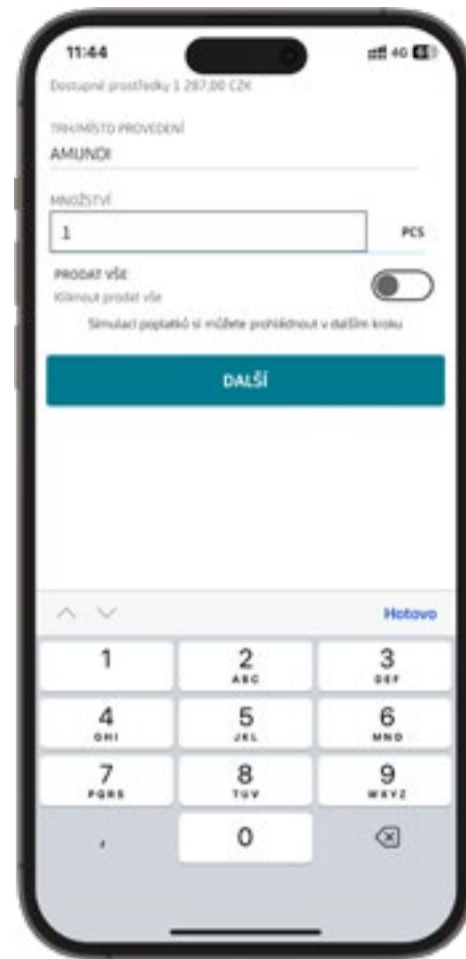 11:44
4G
Dostupné prostředky 1 287,00 CZK
TRH/MÍSTO PROVEDENÍ
AMUNDI
MNOŽSTVÍ
1 PCS
PRODAT VŠE
Kliknout prodat vše
Simulaci poplatků si můžete prohlédnout v dalším kroku
DALŠÍ
Hotovo
1 2 3
ABC DEF
4 5 6
GHI JKL MNO
7 8 9
PQRS TUV WXYZ
, 0